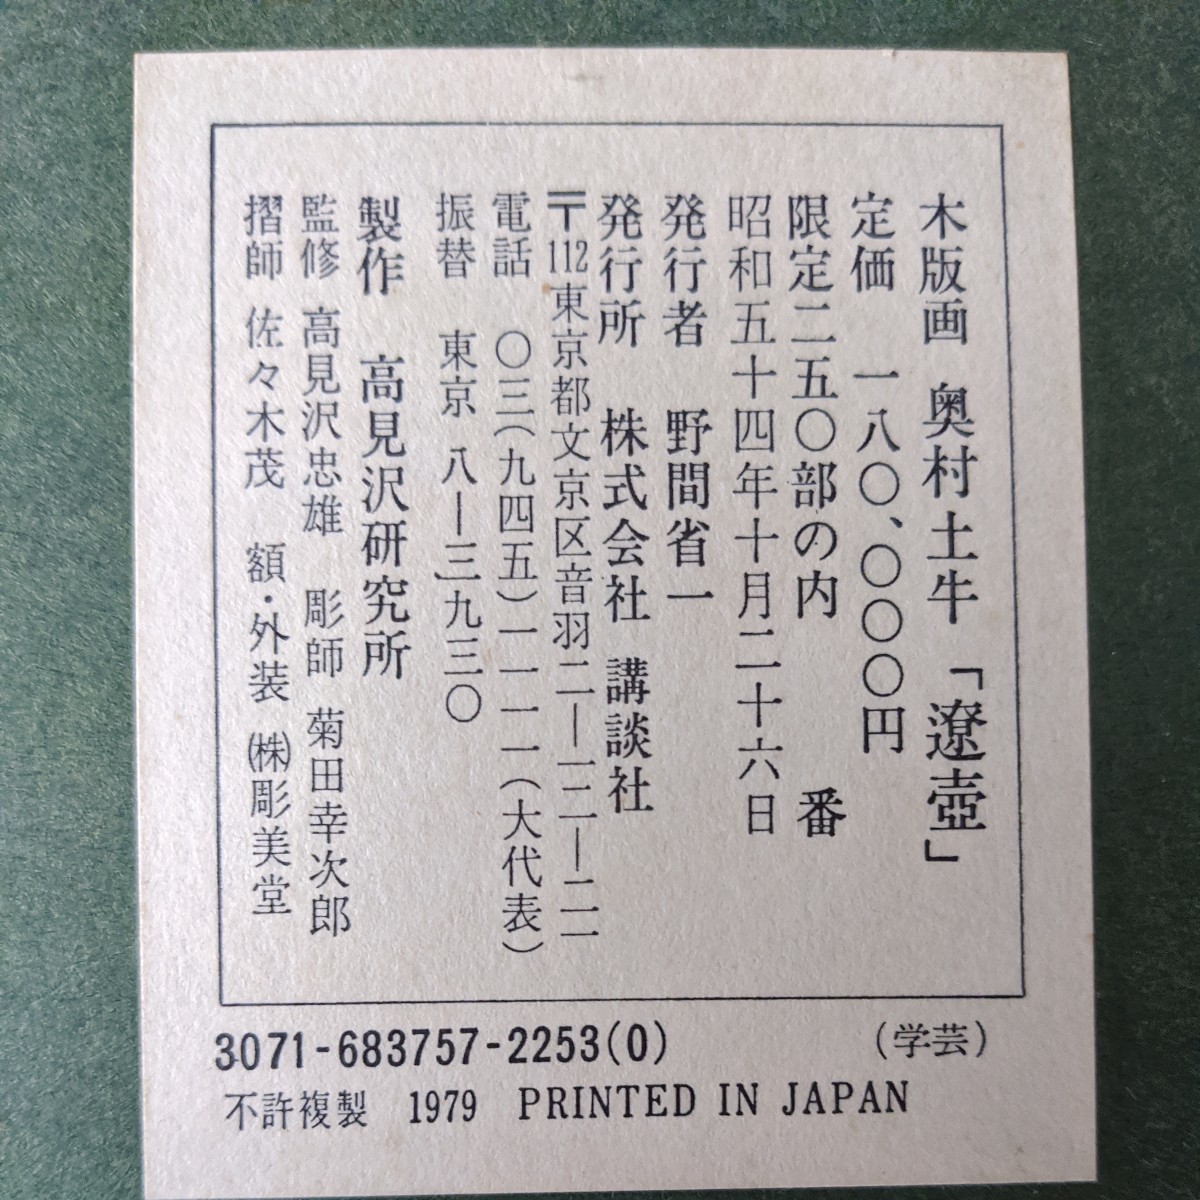 木版画 奥村土牛「遼壺」
定価 一八〇、〇〇〇円
限定二五〇部の内 番
昭和五十四年十月二十六日
発行者 野間省一
発行所 株式会社 講談社
〒112東京都文京区音羽二―一二―二一
電話 〇三(九四五)一一一一(大代表)
振替 東京 八―三九三〇
製作 高見沢研究所
監修 高見沢忠雄 彫師 菊田幸次郎
摺師 佐々木茂 額・外装 ㈱彫美堂
3071-683757-2253(0) (学芸)
不許複製 1979 PRINTED IN JAPAN